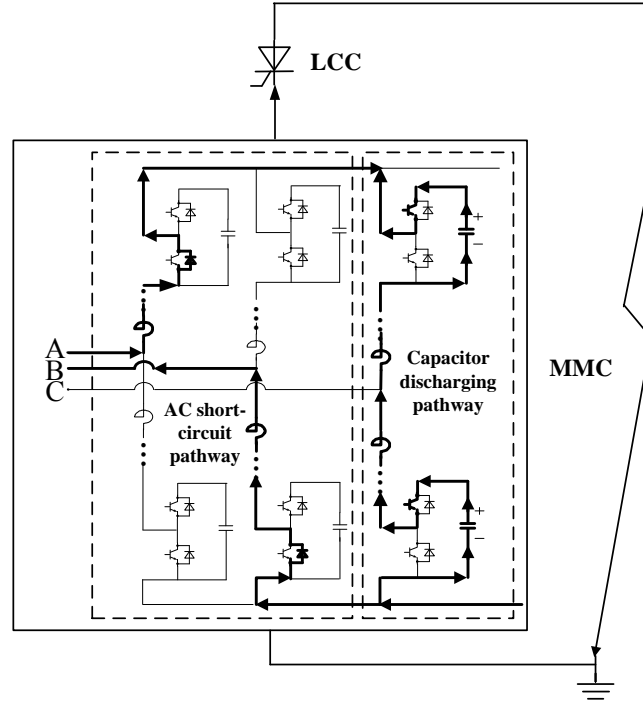 LCC
+
−
A
B
C
AC short-
circuit
pathway
Capacitor
discharging
pathway
MMC
+
−